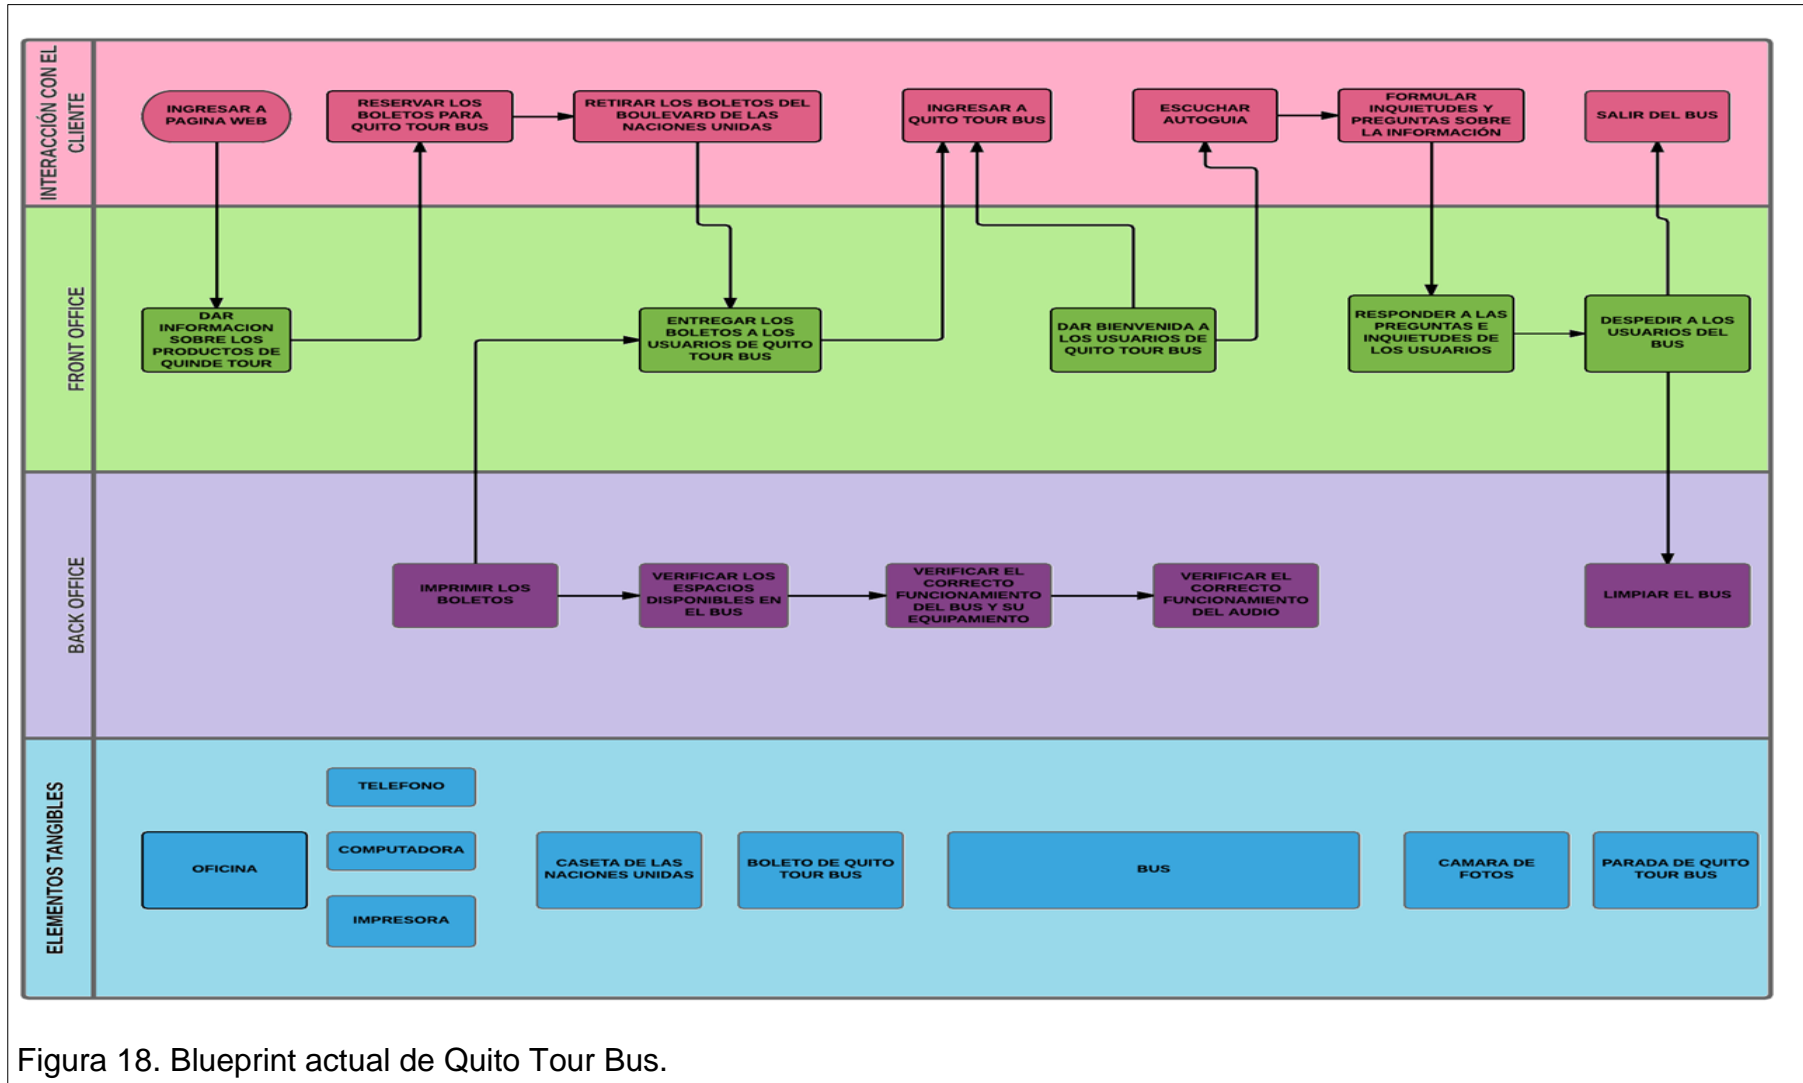 INTERACCIÓN CON EL
CLIENTE
INGRESAR A
PAGINA WEB
RESERVAR LOS
BOLETOS PARA
QUITO TOUR BUS
RETIRAR LOS BOLETOS DEL
BOULEVARD DE LAS
NACIONES UNIDAS
INGRESAR A
QUITO TOUR BUS
ESCUCHAR
AUTOGUIA
FORMULAR
INQUIETUDES Y
PREGUNTAS SOBRE
LA INFORMACIÓN
SALIR DEL BUS
FRONT OFFICE
DAR
INFORMACION
SOBRE LOS
PRODUCTOS DE
QUINDE TOUR
ENTREGAR LOS
BOLETOS A LOS
USUARIOS DE QUITO
TOUR BUS
DAR BIENVENIDA A
LOS USUARIOS DE
QUITO TOUR BUS
RESPONDER A LAS
PREGUNTAS E
INQUIETUDES DE
LOS USUARIOS
DESPEDIR A LOS
USUARIOS DEL
BUS
BACK OFFICE
IMPRIMIR LOS
BOLETOS
VERIFICAR LOS
ESPACIOS
DISPONIBLES EN
EL BUS
VERIFICAR EL
CORRECTO
FUNCIONAMIENTO
DEL BUS Y SU
EQUIPAMIENTO
VERIFICAR EL
CORRECTO
FUNCIONAMIENTO
DEL AUDIO
LIMPIAR EL BUS
ELEMENTOS TANGIBLES
OFICINA
TELEFONO
COMPUTADORA
IMPRESORA
CASETA DE LAS
NACIONES UNIDAS
BOLETO DE QUITO
TOUR BUS
BUS
CAMARA DE
FOTOS
PARADA DE QUITO
TOUR BUS
Figura 18. Blueprint actual de Quito Tour Bus.